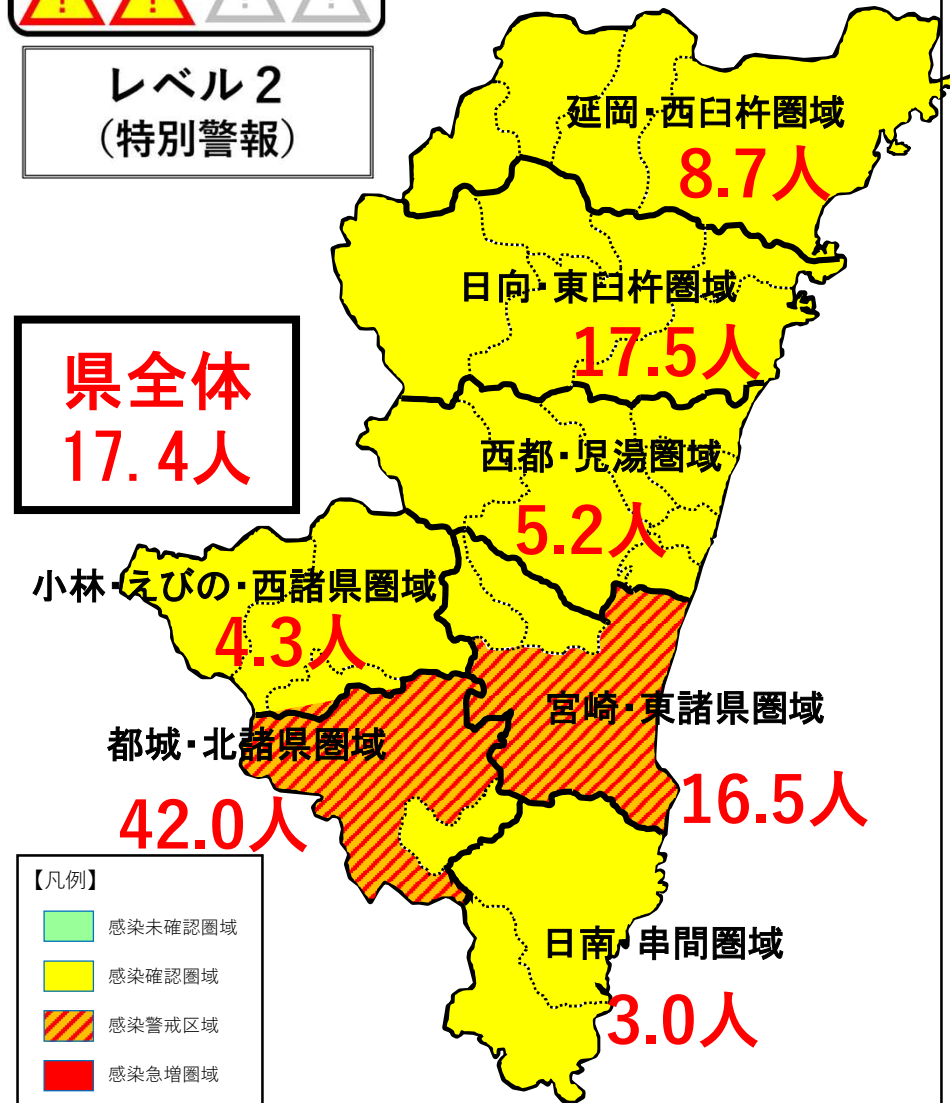 レベル２
（特別警報）
延岡・西臼杵圏域
8.7人
日向・東臼杵圏域
17.5人
県全体
17.4人
西都・児湯圏域
5.2人
小林・えびの・西諸県圏域
4.3人
宮崎・東諸県圏域
16.5人
都城・北諸県圏域
42.0人
日南・串間圏域
3.0人
【凡例】
感染未確認圏域
感染確認圏域
感染警戒区域
感染急増圏域